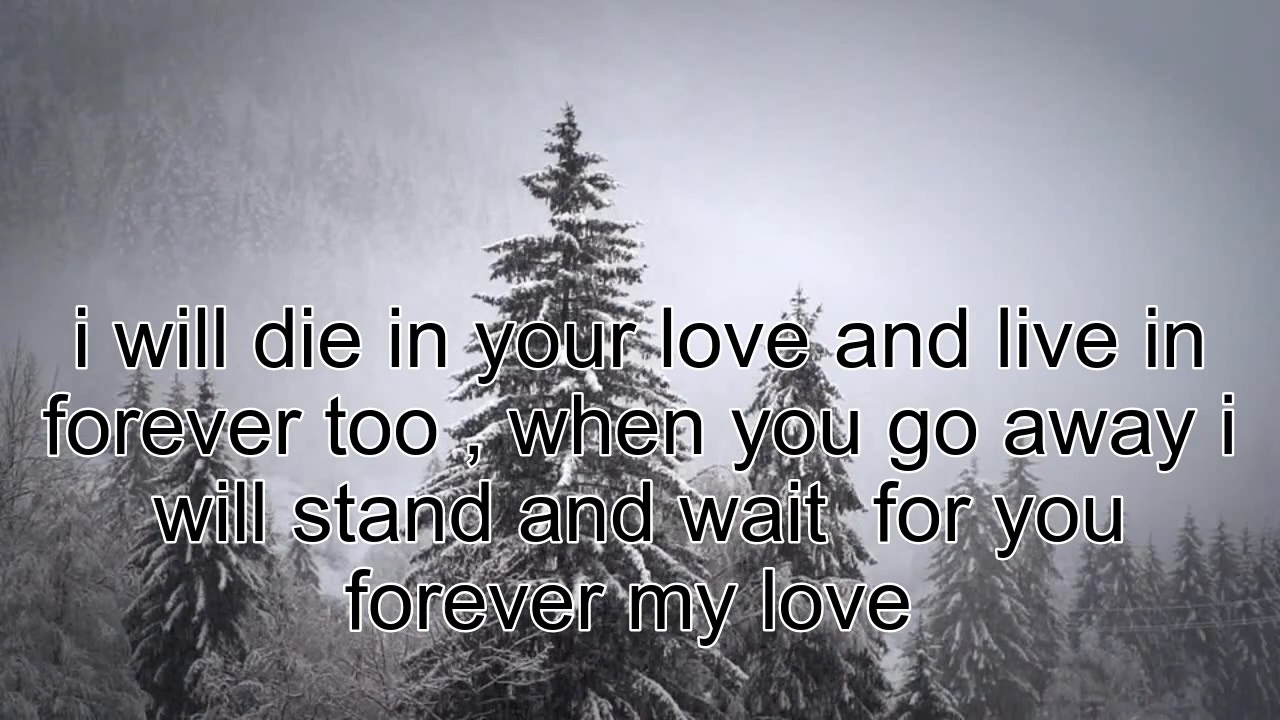 i will die in your love and live in
forever too , when you go away i
will stand and wait  for you
forever my love